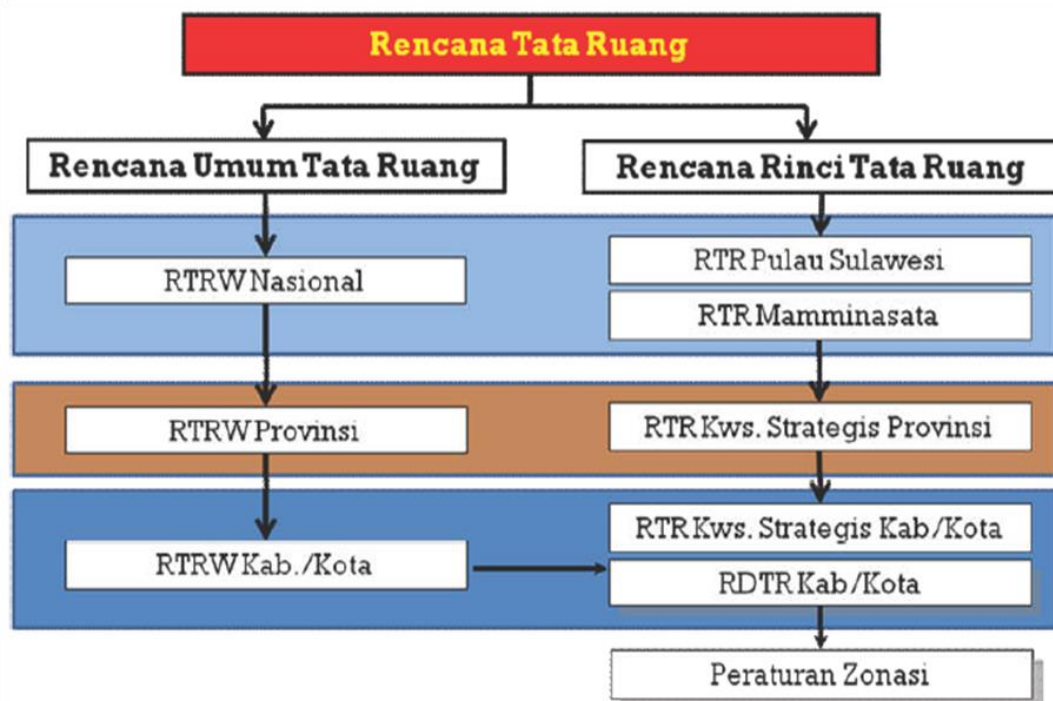 Rencana Tata Ruang
Rencana Umum Tata Ruang
Rencana Rinci Tata Ruang
RTRW Nasional
RTR Pulau Sulawesi
RTR Mamminasata
RTRW Provinsi
RTR Kws. Strategis Provinsi
RTRW Kab./Kota
RTR Kws. Strategis Kab/Kota
RDTR Kab/Kota
Peraturan Zonasi